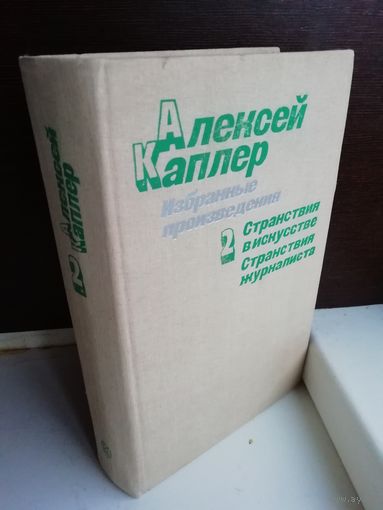 Алексей
Каплер
Избранные
произведения
2
Странствия
в искусстве
Странствия
журналиста
Алексей
Каплер
2